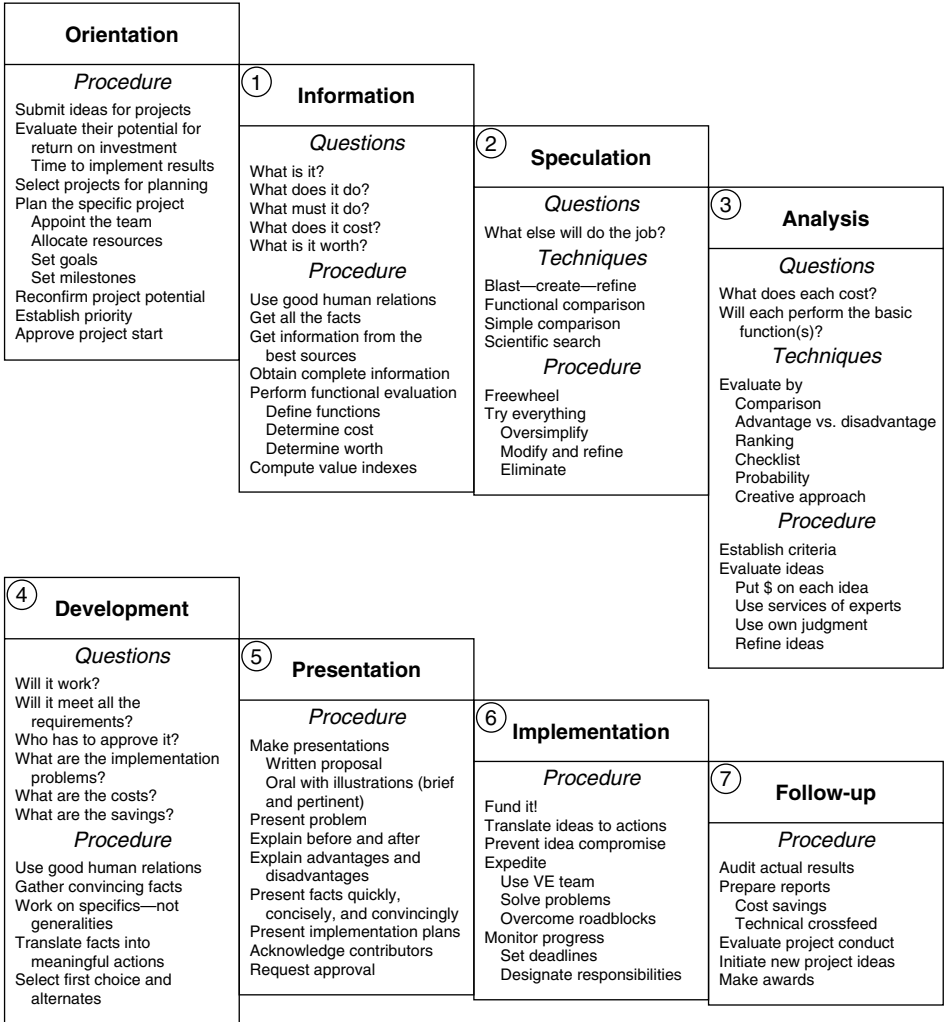 Orientation
Procedure
Submit ideas for projects
Evaluate their potential for
return on investment
Time to implement results
Select projects for planning
Plan the specific project
Appoint the team
Allocate resources
Set goals
Set milestones
Reconfirm project potential
Establish priority
Approve project start
1
Information
Questions
What is it?
What does it do?
What must it do?
What does it cost?
What is it worth?
Procedure
Use good human relations
Get all the facts
Get information from the
best sources
Obtain complete information
Perform functional evaluation
Define functions
Determine cost
Determine worth
Compute value indexes
2
Speculation
Questions
What else will do the job?
Techniques
Blast—create—refine
Functional comparison
Simple comparison
Scientific search
Procedure
Freewheel
Try everything
Oversimplify
Modify and refine
Eliminate
3
Analysis
Questions
What does each cost?
Will each perform the basic
function(s)?
Techniques
Evaluate by
Comparison
Advantage vs. disadvantage
Ranking
Checklist
Probability
Creative approach
Procedure
Establish criteria
Evaluate ideas
Put $ on each idea
Use services of experts
Use own judgment
Refine ideas
4
Development
Questions
Will it work?
Will it meet all the
requirements?
Who has to approve it?
What are the implementation
problems?
What are the costs?
What are the savings?
Procedure
Use good human relations
Gather convincing facts
Work on specifics—not
generalities
Translate facts into
meaningful actions
Select first choice and
alternates
5
Presentation
Procedure
Make presentations
Written proposal
Oral with illustrations (brief
and pertinent)
Present problem
Explain before and after
Explain advantages and
disadvantages
Present facts quickly,
concisely, and convincingly
Present implementation plans
Acknowledge contributors
Request approval
6
Implementation
Procedure
Fund it!
Translate ideas to actions
Prevent idea compromise
Expedite
Use VE team
Solve problems
Overcome roadblocks
Monitor progress
Set deadlines
Designate responsibilities
7
Follow-up
Procedure
Audit actual results
Prepare reports
Cost savings
Technical crossfeed
Evaluate project conduct
Initiate new project ideas
Make awards